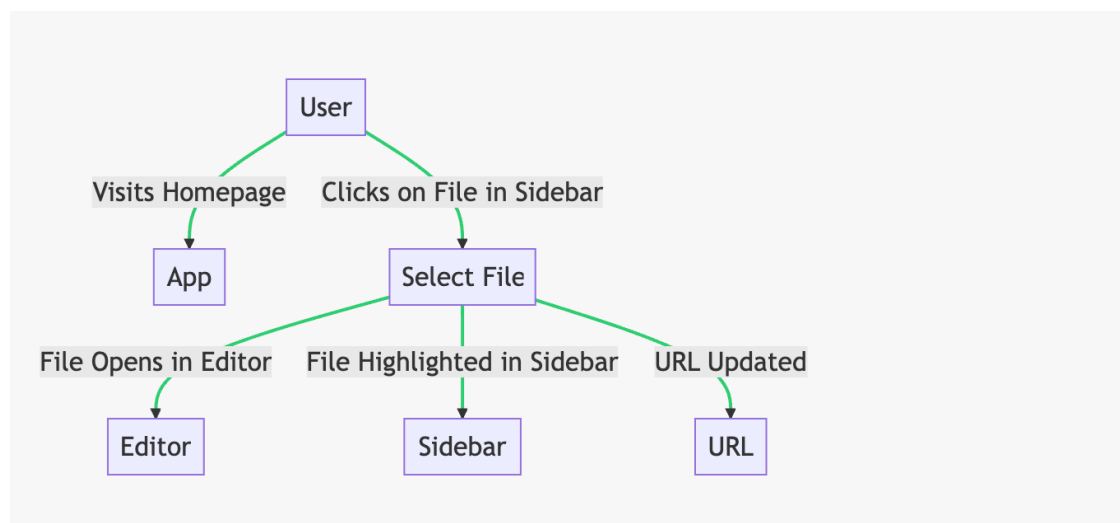 User
Visits Homepage
Clicks on File in Sidebar
App
Select File
File Opens in Editor
File Highlighted in Sidebar
URL Updated
Editor
Sidebar
URL